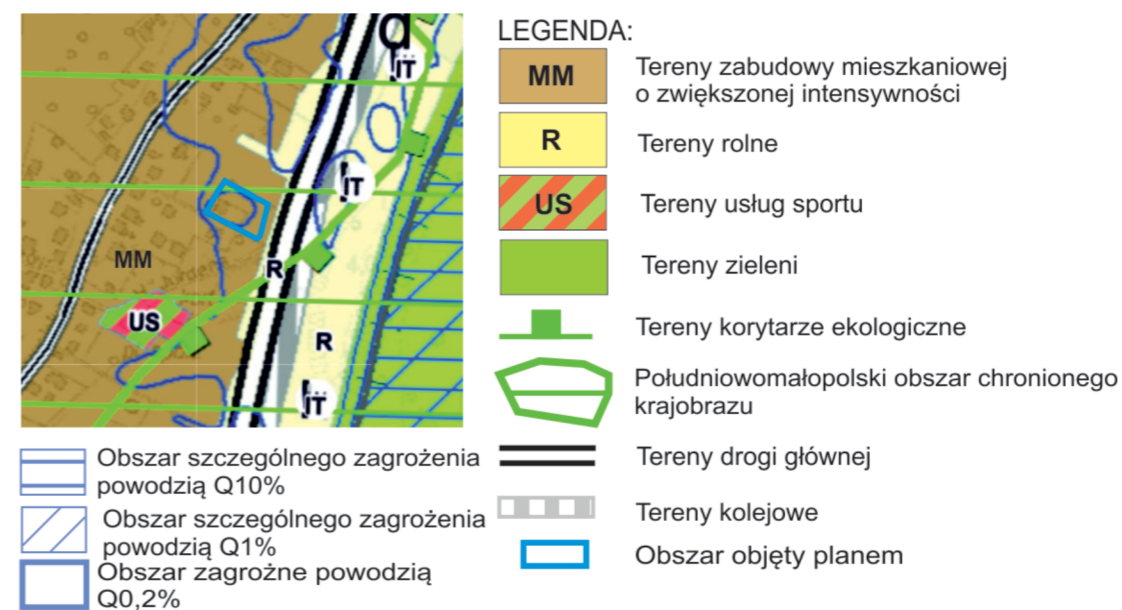 d
IT
IT
MM
R
US
R
IT
LEGENDA:
MM
Tereny zabudowy mieszkaniowej
o zwiększonej intensywności
R
Tereny rolne
US
Tereny usług sportu
Tereny zieleni
Tereny korytarze ekologiczne
Południowomałopolski obszar chronionego
krajobrazu
Tereny drogi głównej
Tereny kolejowe
Obszar objęty planem
Obszar szczególnego zagrożenia
powodzią Q10%
Obszar szczególnego zagrożenia
powodzią Q1%
Obszar zagrożne powodzią
Q0,2%